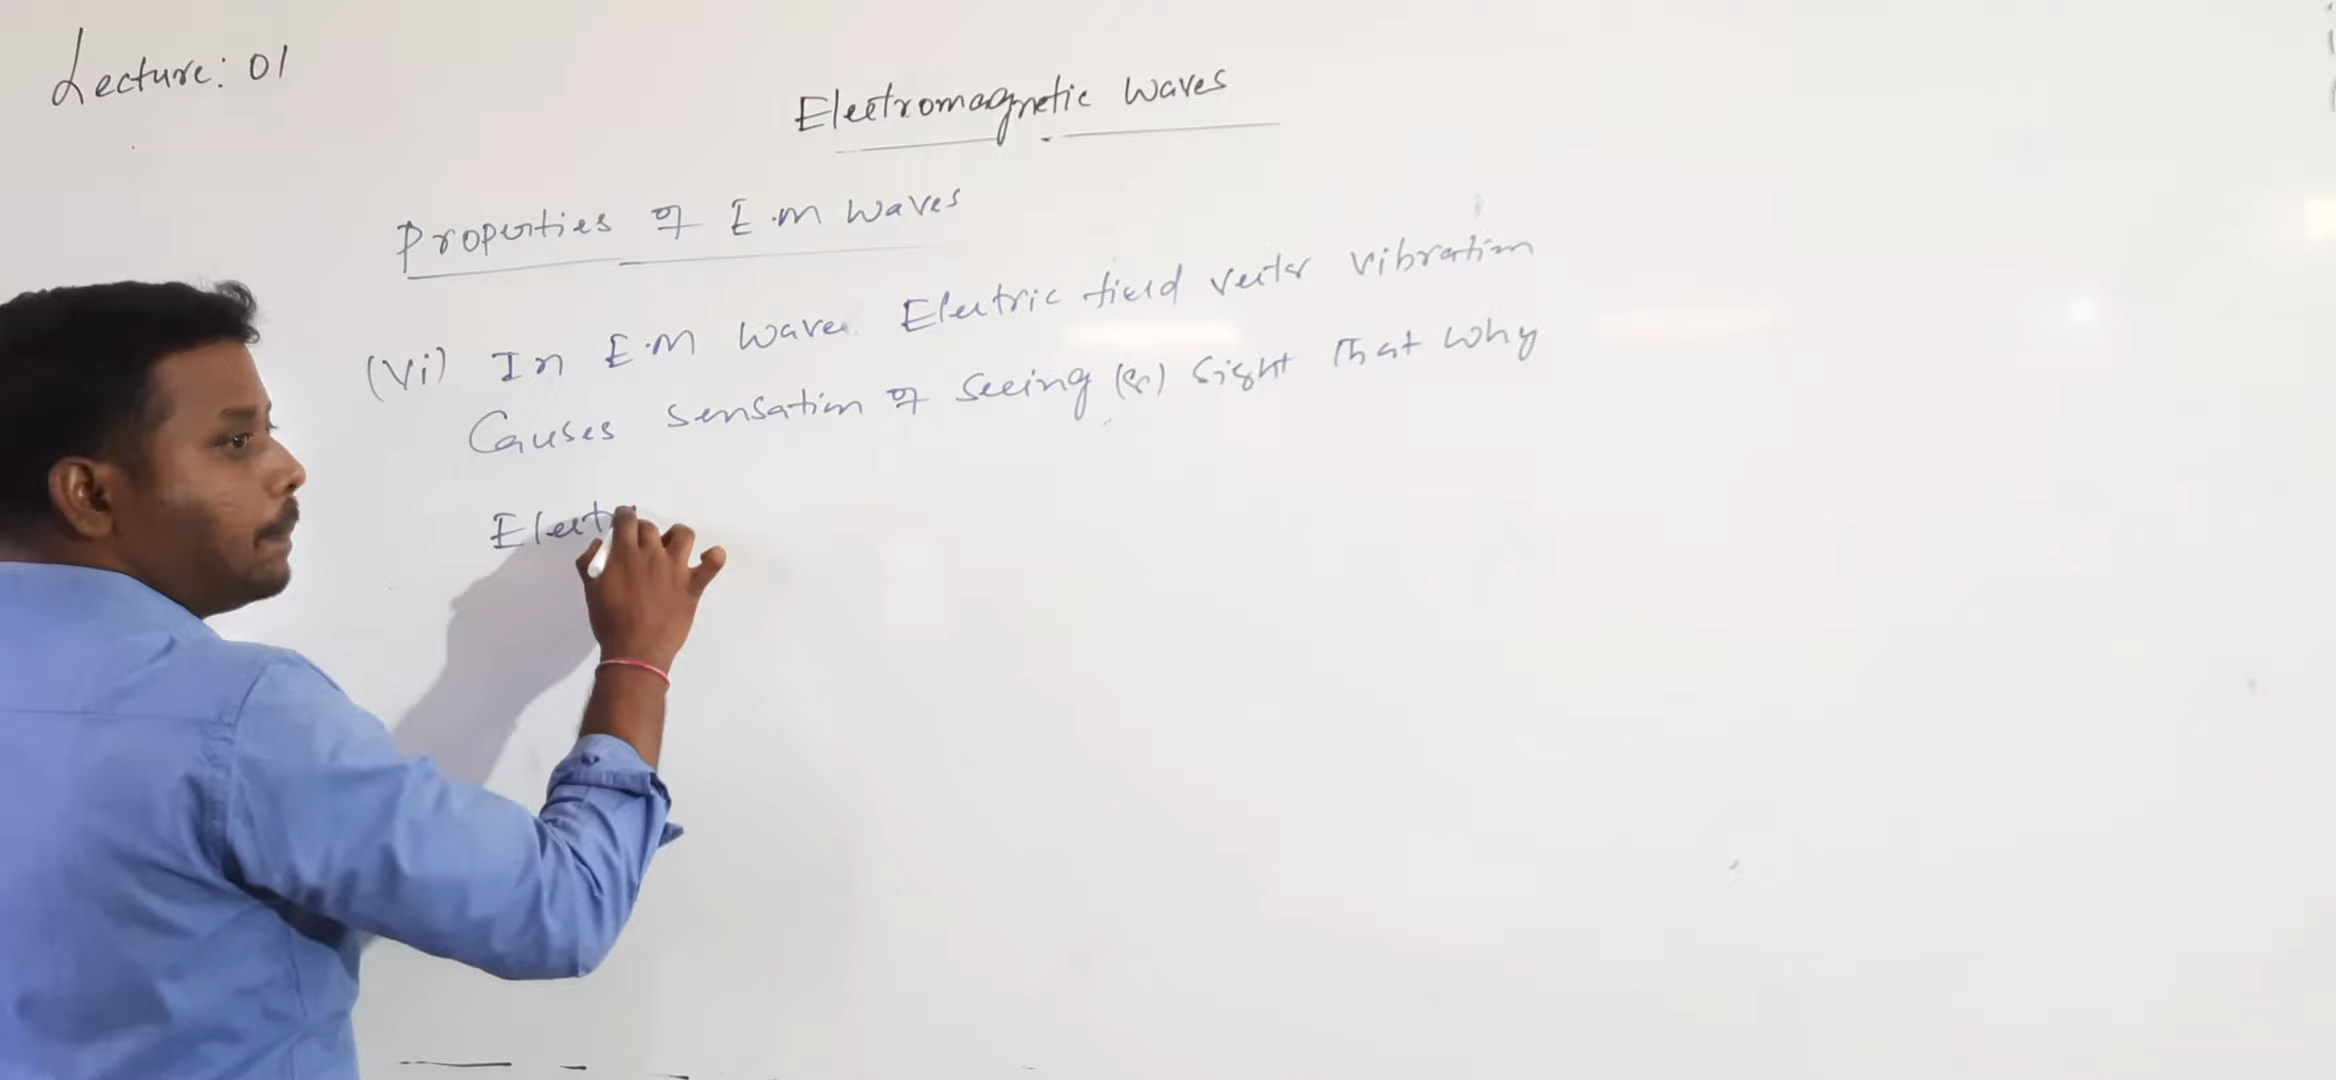 Lecture: 01
Electromagnetic Waves
Properties of E.M Waves
(Vi) In E.M Wave Electric field vector vibration
Causes sensation of Seeing (or) Sight That Why
Electr